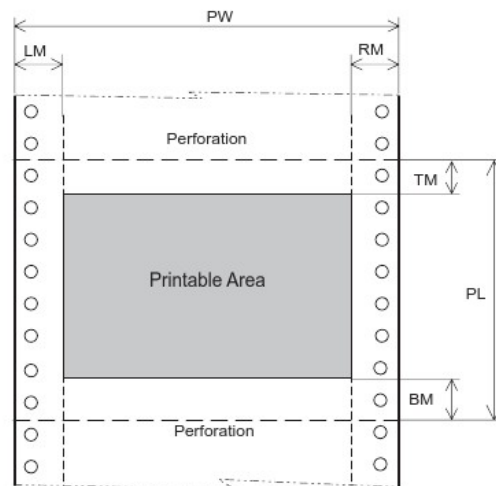 PW
LM
RM
Perforation
TM
Printable Area
PL
BM
Perforation